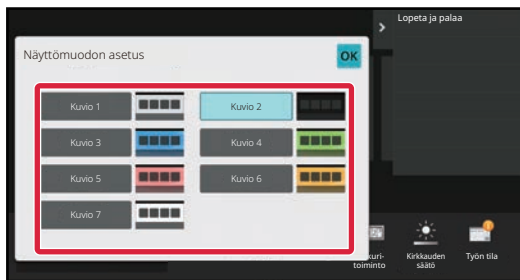 Lopeta ja palaa
Näyttömuodon asetus
OK
Kuvio 1
Kuvio 2
Kuvio 3
Kuvio 4
Kuvio 5
Kuvio 6
Kuvio 7
toiminto
Kirkkauden
säätö
Työn tila